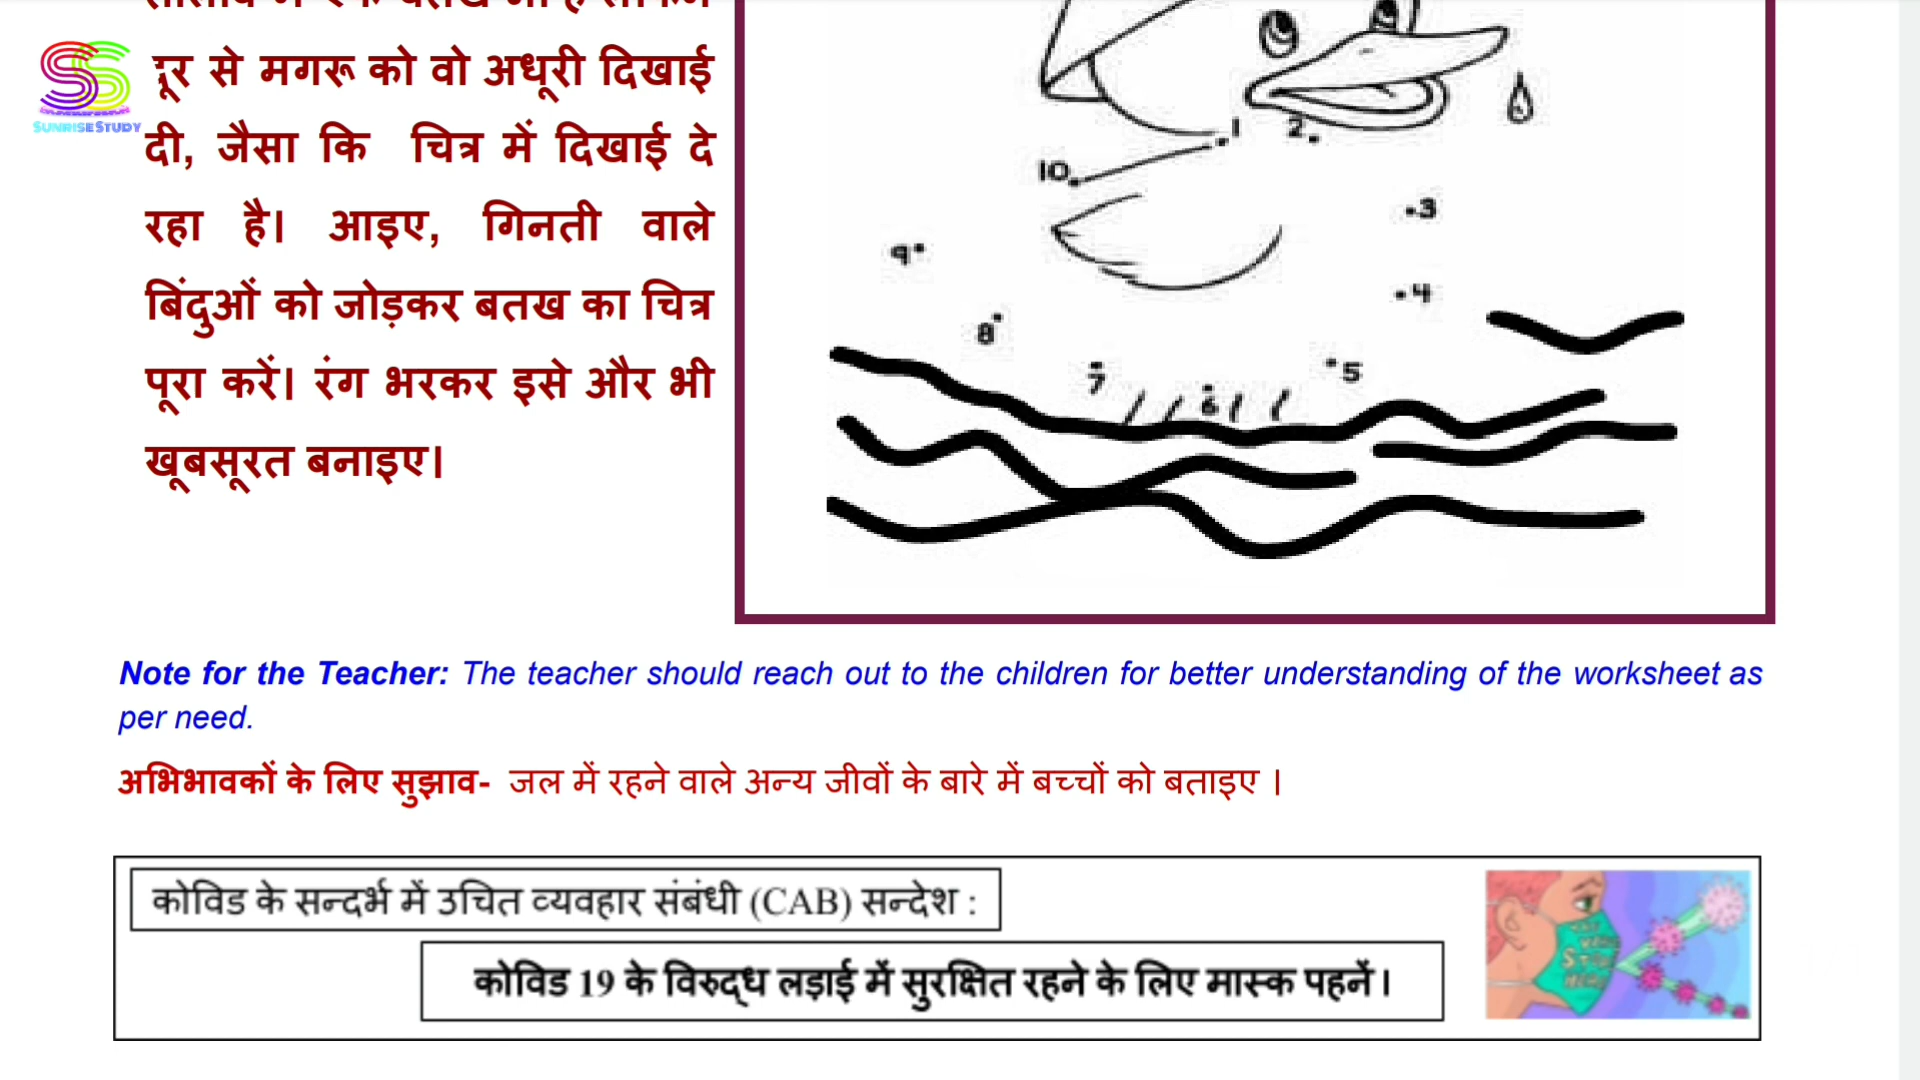 दूर से मगरू को वो अधूरी दिखाई
दी, जैसा कि चित्र में दिखाई दे
रहा है। आइए, गिनती वाले
बिंदुओं को जोड़कर बतख का चित्र
पूरा करें। रंग भरकर इसे और भी
खूबसूरत बनाइए।
SUNRISESTUDY
1 2
10
3
9
4
8
7 5
6
Note for the Teacher: The teacher should reach out to the children for better understanding of the worksheet as
per need.
अभिभावकों के लिए सुझाव- जल में रहने वाले अन्य जीवों के बारे में बच्चों को बताइए ।
कोविड के सन्दर्भ में उचित व्यवहार संबंधी (CAB) सन्देश :
कोविड 19 के विरुद्ध लड़ाई में सुरक्षित रहने के लिए मास्क पहनें।